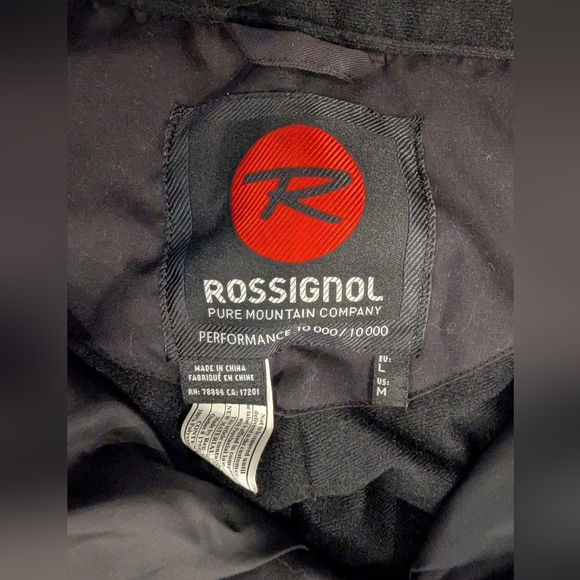 R
ROSSIGNOL
PURE MOUNTAIN COMPANY
PERFORMANCE 10 000/10 000
MADE IN CHINA
FABRIQUÉ EN CHINE
RN: 78886 CA: 17201
EU:
L
US:
M